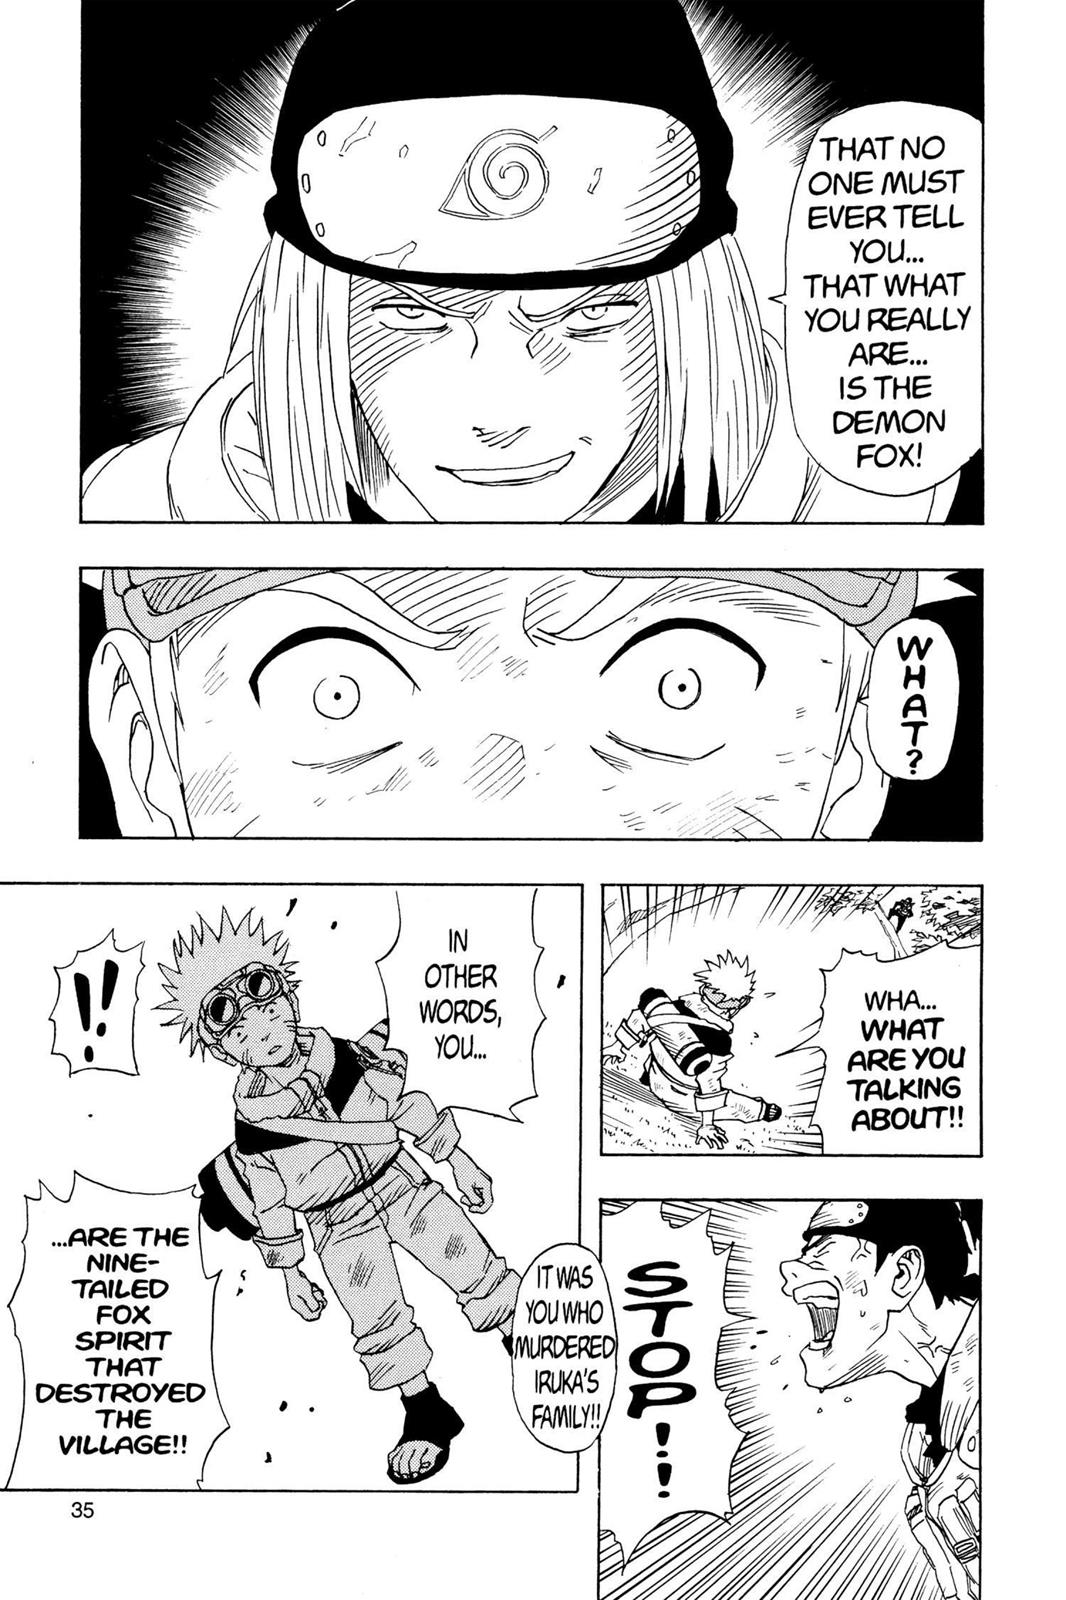 THAT NO
ONE MUST
EVER TELL
YOU...
THAT WHAT
YOU REALLY
ARE...
IS THE
DEMON
FOX!
WHAT?
WHA...
WHAT
ARE YOU
TALKING
ABOUT!!
STOP!!
IN
OTHER
WORDS,
YOU...
!!
...ARE THE
NINE-
TAILED
FOX
SPIRIT
THAT
DESTROYED
THE
VILLAGE!!
IT WAS
YOU WHO
MURDERED
IRUKA'S
FAMILY!!
35